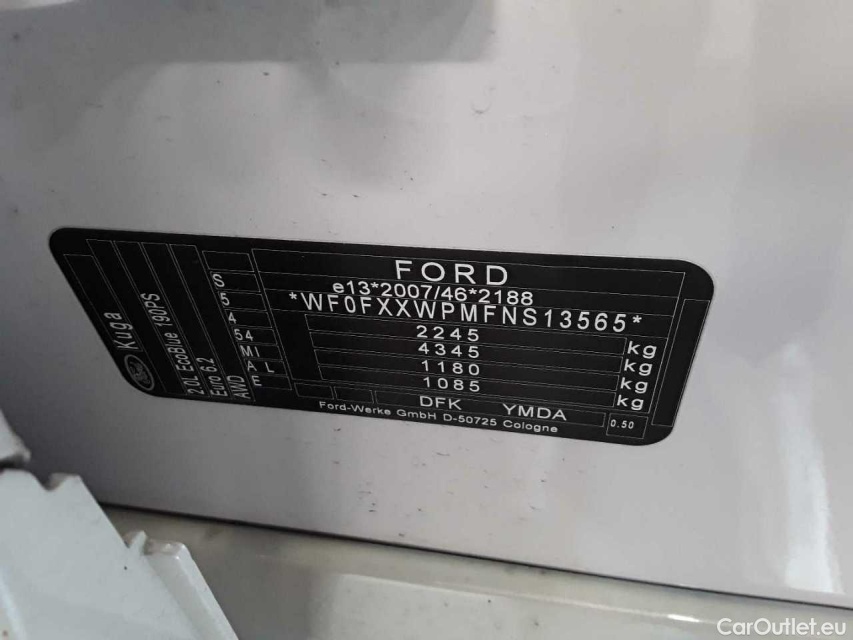 Ford
Kuga
2.0L EcoBlue 190PS
Euro 6.2
AWD
S
5
4
54
MI
A L
E
FORD
e13*2007/46*2188
*WF0FXXWPMFNS13565*
2245 kg
4345 kg
1180 kg
1085 kg
DFK YMDA
0.50
Ford-Werke GmbH D-50725 Cologne
CarOutlet.eu